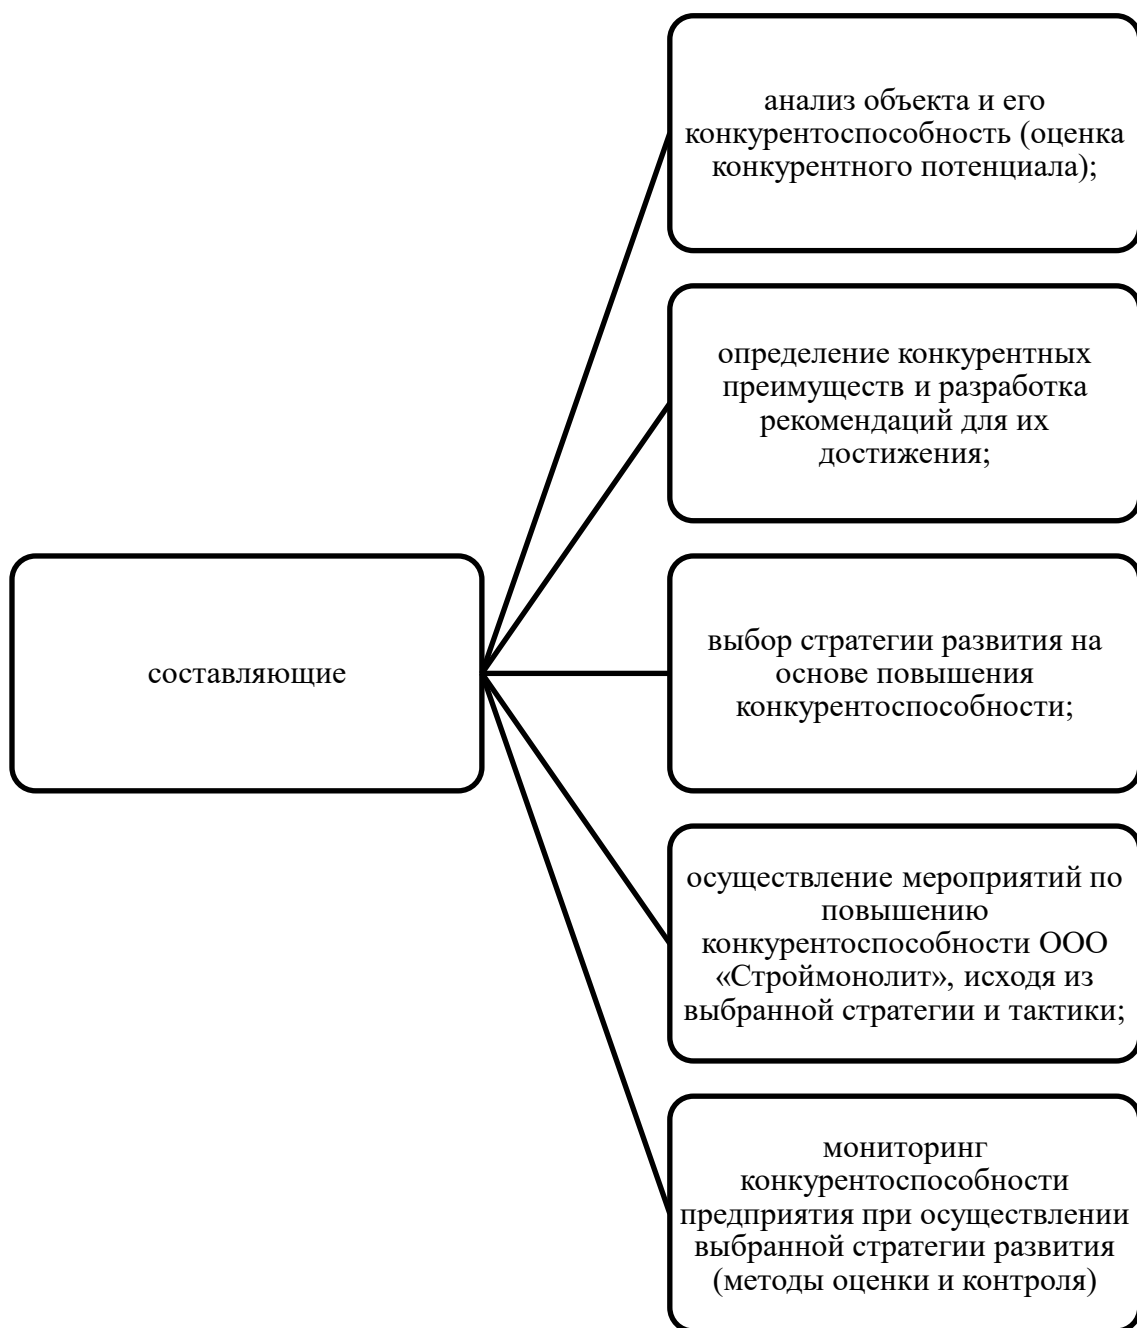 анализ объекта и его
конкурентоспособность (оценка
конкурентного потенциала);
определение конкурентных
преимуществ и разработка
рекомендаций для их
достижения;
составляющие
выбор стратегии развития на
основе повышения
конкурентоспособности;
осуществление мероприятий по
повышению
конкурентоспособности ООО
«Строймонолит», исходя из
выбранной стратегии и тактики;
мониторинг
конкурентоспособности
предприятия при осуществлении
выбранной стратегии развития
(методы оценки и контроля)